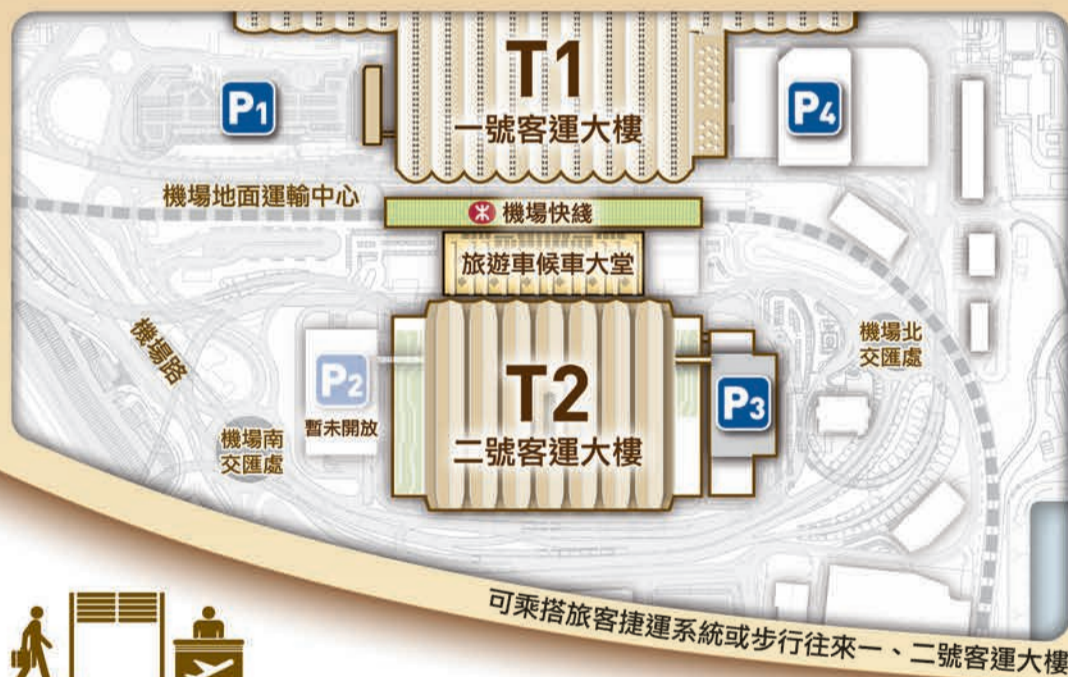 T1
一號客運大樓
P1
P4
機場地面運輸中心
機場快綫
旅遊車候車大堂
機場路
機場北
交匯處
P2
暫未開放
T2
二號客運大樓
P3
機場南
交匯處
可乘搭旅客捷運系統或步行往來一、二號客運大樓